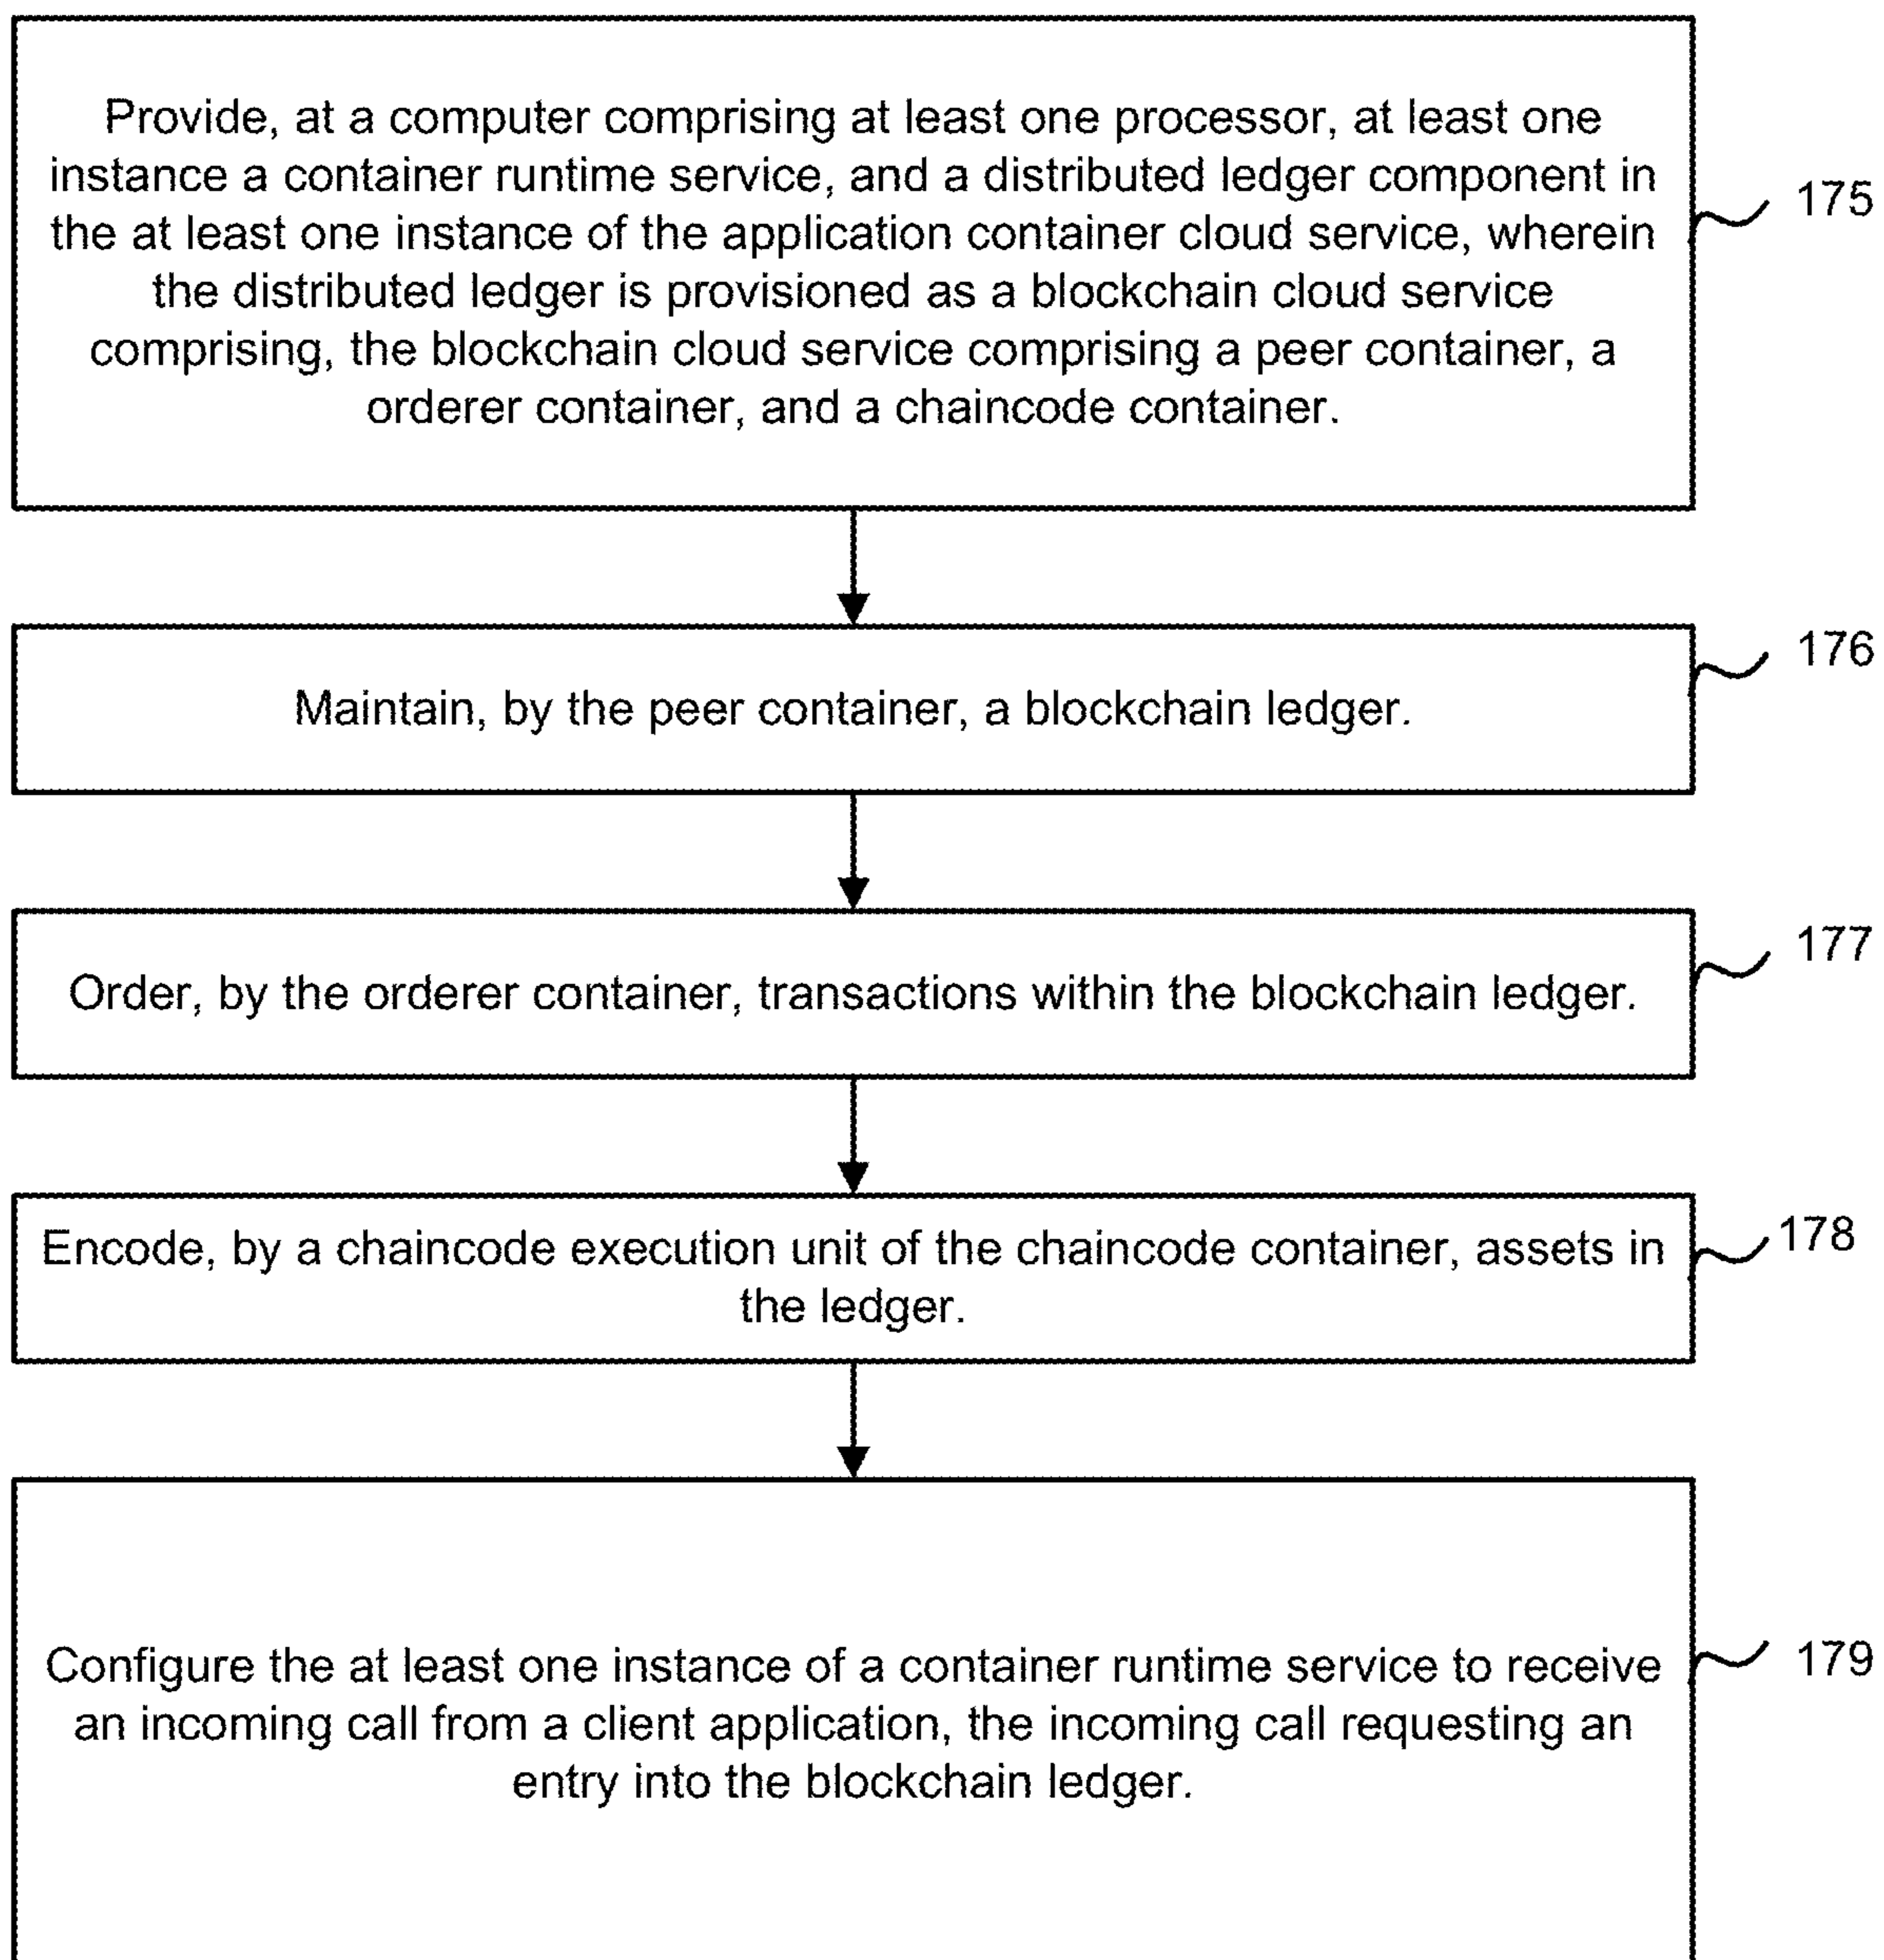 Provide, at a computer comprising at least one processor, at least one
instance a container runtime service, and a distributed ledger component in
the at least one instance of the application container cloud service, wherein
the distributed ledger is provisioned as a blockchain cloud service
comprising, the blockchain cloud service comprising a peer container, a
orderer container, and a chaincode container.
175
Maintain, by the peer container, a blockchain ledger.
176
Order, by the orderer container, transactions within the blockchain ledger.
177
Encode, by a chaincode execution unit of the chaincode container, assets in
the ledger.
178
Configure the at least one instance of a container runtime service to receive
an incoming call from a client application, the incoming call requesting an
entry into the blockchain ledger.
179